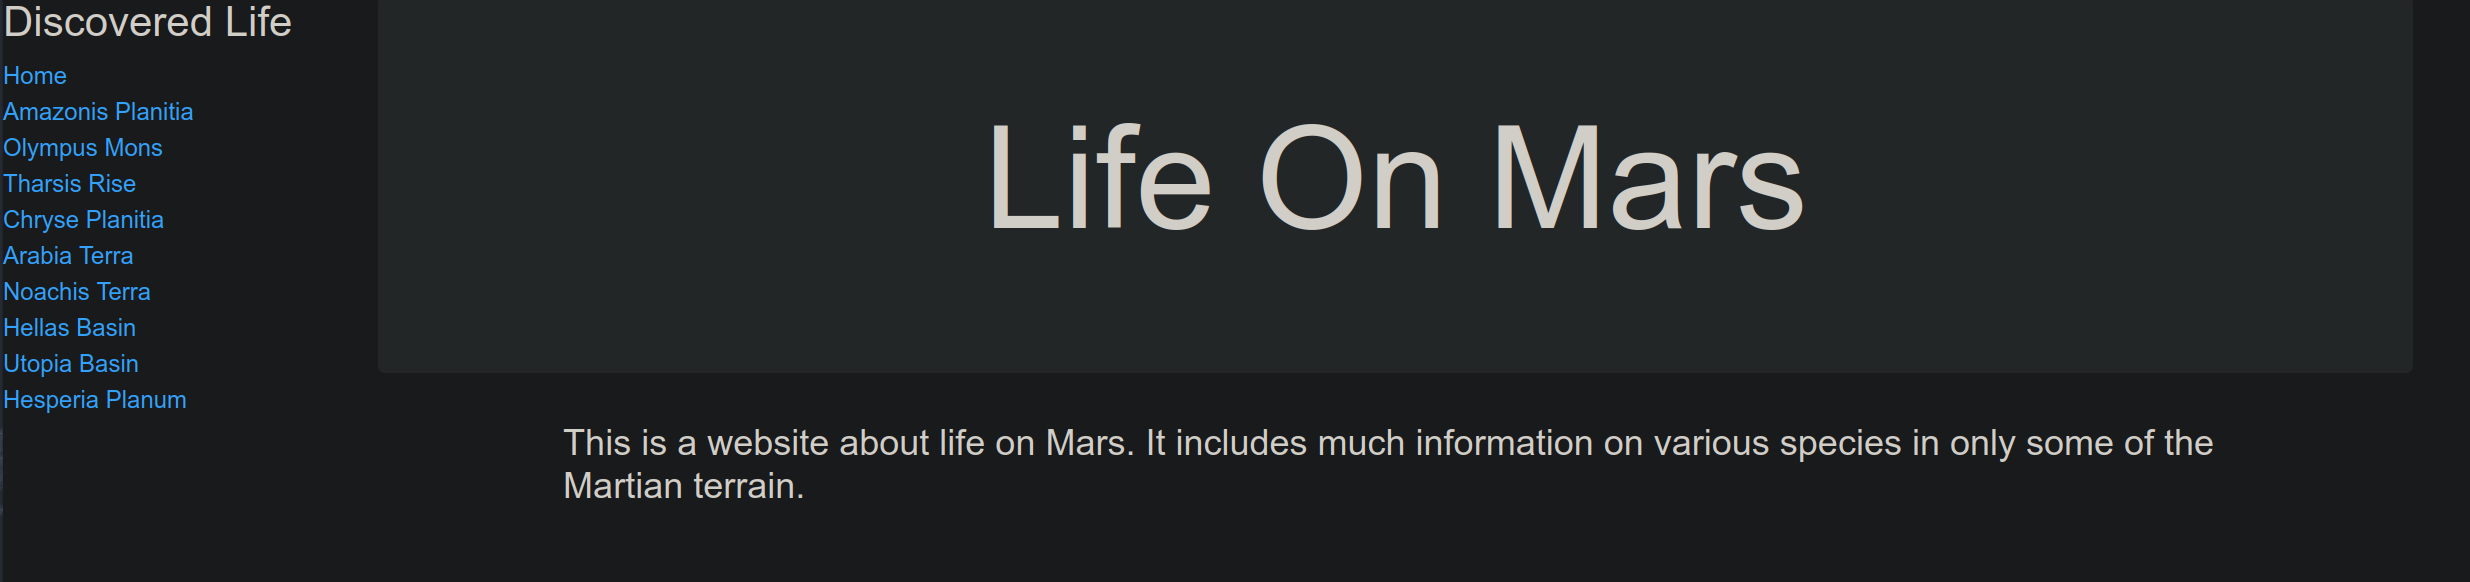 Discovered Life
Home
Amazonis Planitia
Olympus Mons
Tharsis Rise
Chryse Planitia
Arabia Terra
Noachis Terra
Hellas Basin
Utopia Basin
Hesperia Planum
Life On Mars
This is a website about life on Mars. It includes much information on various species in only some of the
Martian terrain.